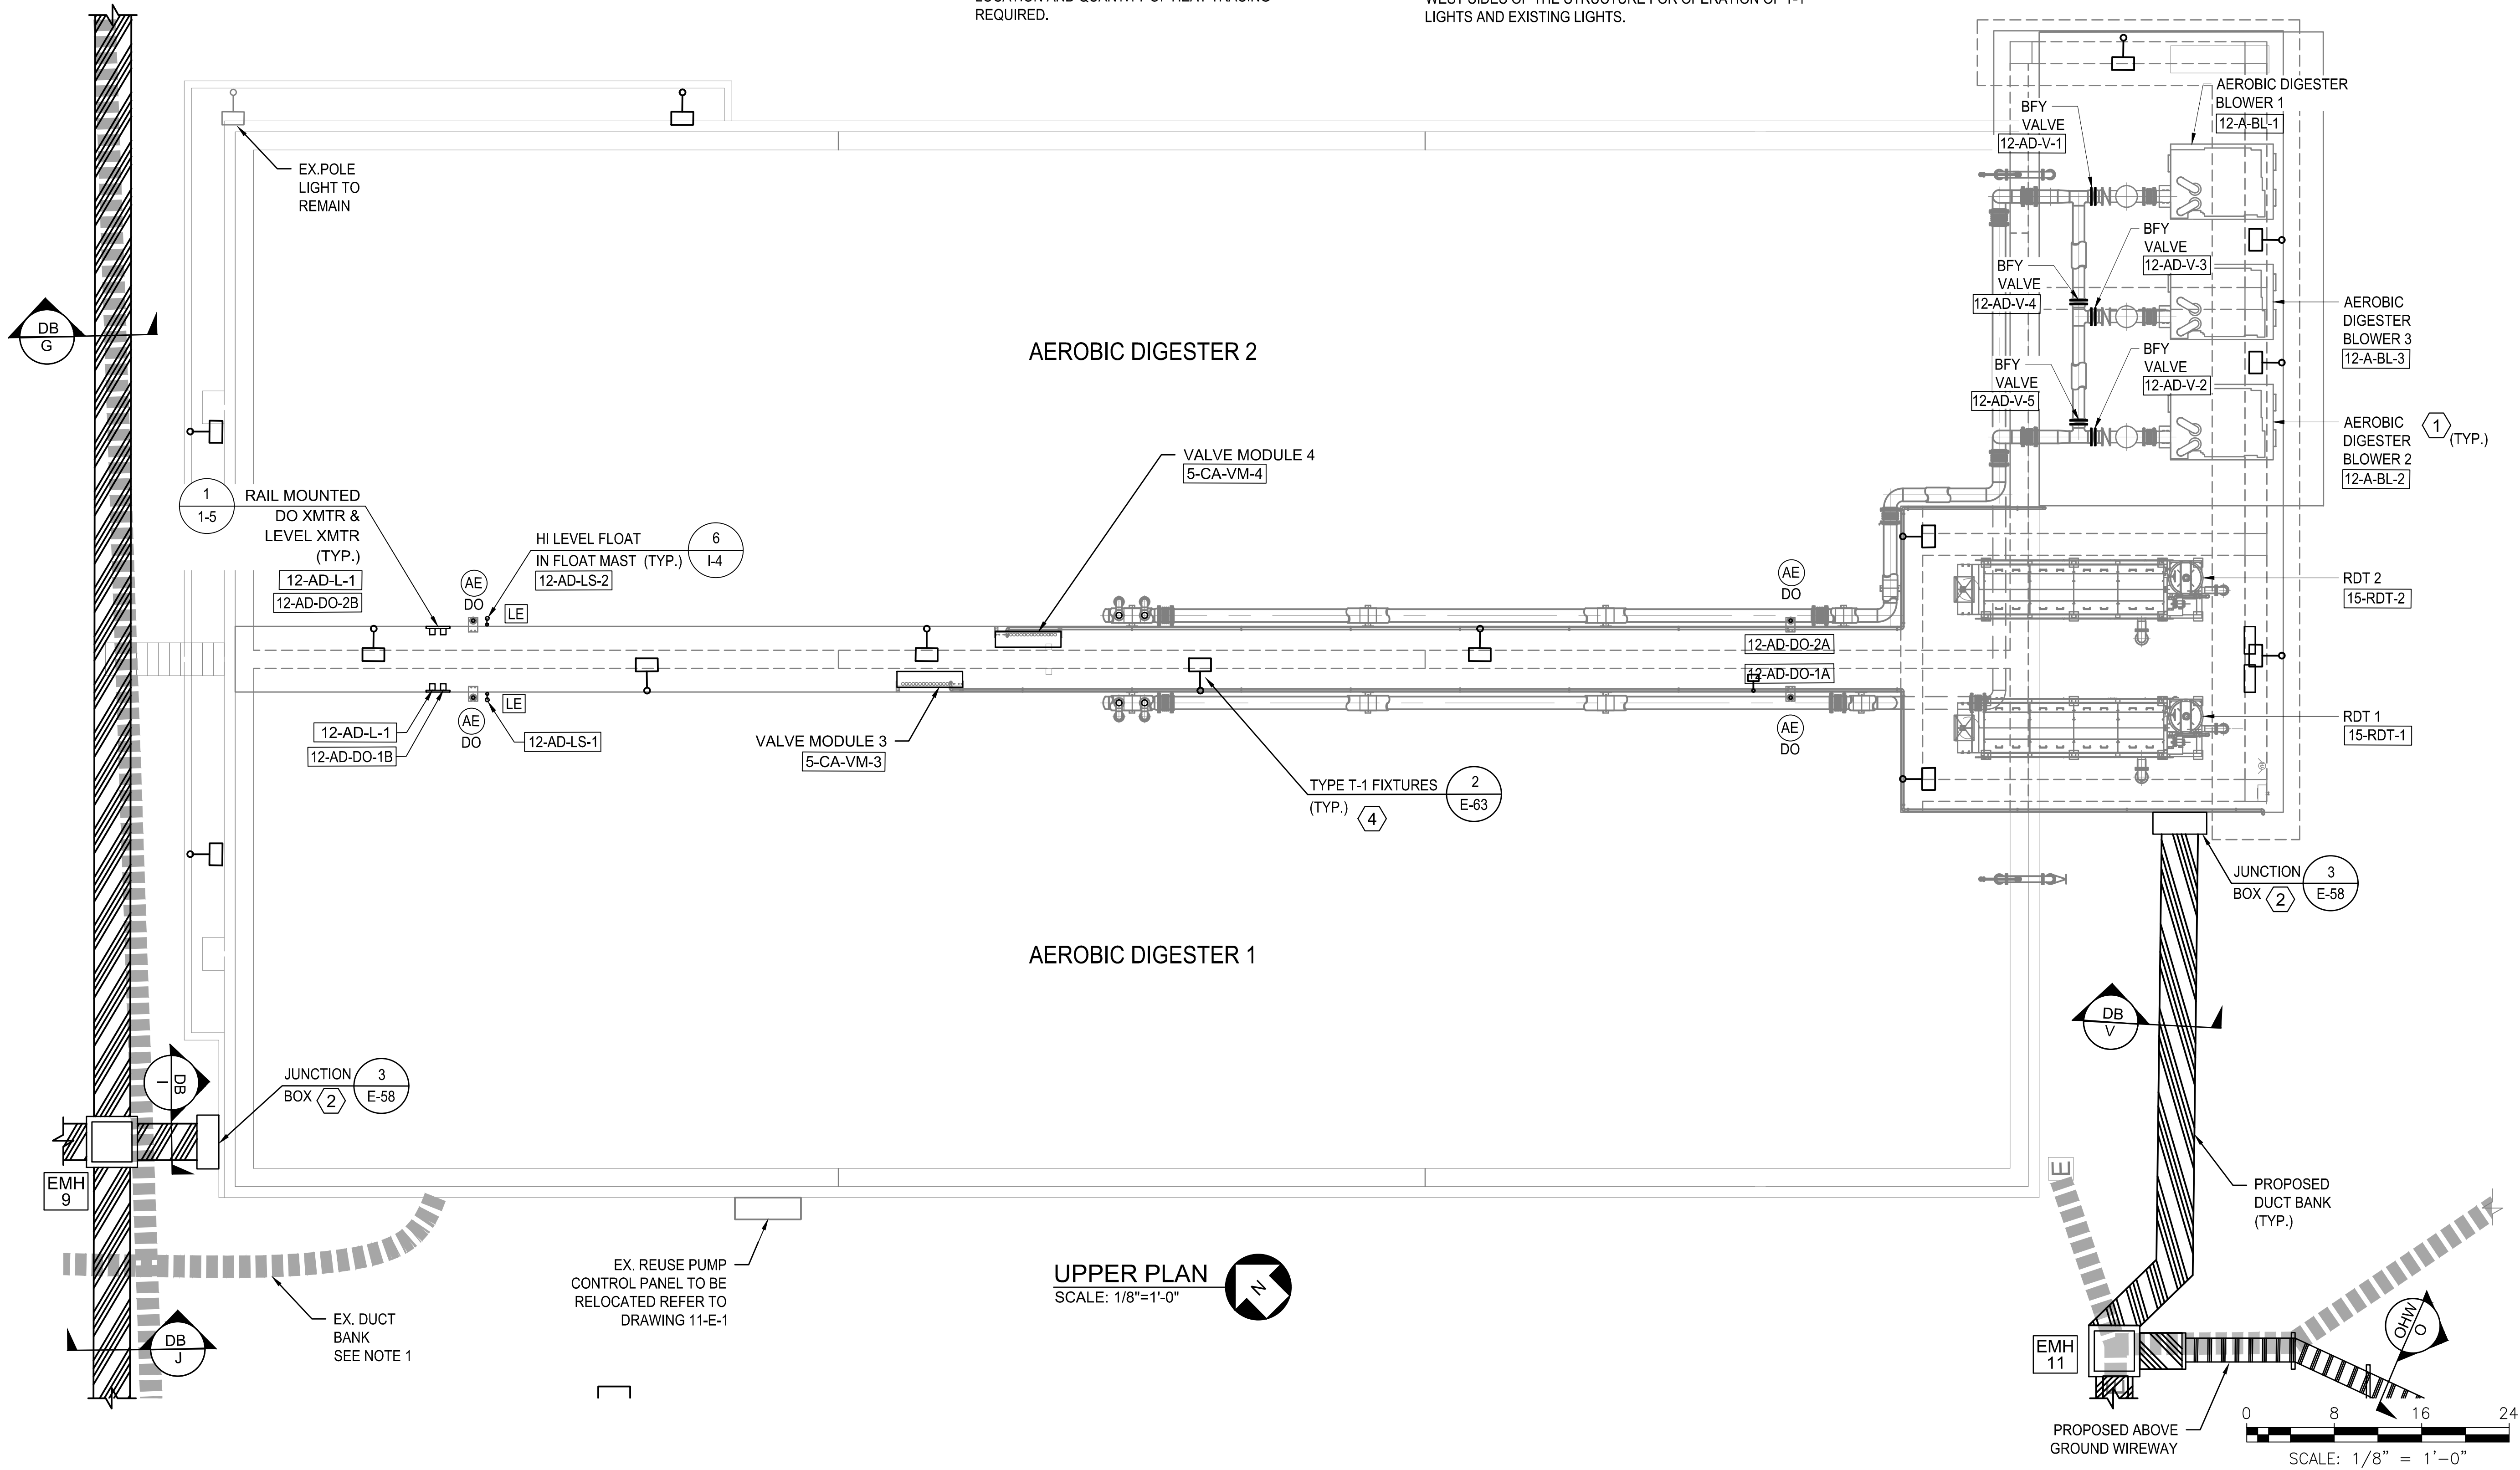 REQUIRED.
LIGHTS AND EXISTING LIGHTS.
AEROBIC DIGESTER
BLOWER 1
12-A-BL-1
BFY
VALVE
12-AD-V-1
EX.POLE
LIGHT TO
REMAIN
BFY
VALVE
12-AD-V-3
BFY
VALVE
12-AD-V-4
AEROBIC
DIGESTER
BLOWER 3
12-A-BL-3
DB
G
AEROBIC DIGESTER 2
BFY
VALVE
12-AD-V-2
BFY
VALVE
12-AD-V-5
AEROBIC
DIGESTER
BLOWER 2
12-A-BL-2
1
(TYP.)
VALVE MODULE 4
5-CA-VM-4
1
1-5
RAIL MOUNTED
DO XMTR &
LEVEL XMTR
(TYP.)
12-AD-L-1
12-AD-DO-2B
HI LEVEL FLOAT
IN FLOAT MAST (TYP.)
12-AD-LS-2
6
I-4
AE
DO
LE
AE
DO
RDT 2
15-RDT-2
12-AD-DO-2A
12-AD-DO-1A
12-AD-L-1
12-AD-DO-1B
AE
DO
LE
12-AD-LS-1
VALVE MODULE 3
5-CA-VM-3
AE
DO
RDT 1
15-RDT-1
TYPE T-1 FIXTURES
(TYP.)
4
2
E-63
JUNCTION
BOX
2
3
E-58
AEROBIC DIGESTER 1
DB
V
DB
I
JUNCTION
BOX
2
3
E-58
EMH
9
E
PROPOSED
DUCT BANK
(TYP.)
EX. REUSE PUMP
CONTROL PANEL TO BE
RELOCATED REFER TO
DRAWING 11-E-1
UPPER PLAN
SCALE: 1/8"=1'-0"
N
EX. DUCT
BANK
SEE NOTE 1
DB
J
EMH
11
OHW
O
PROPOSED ABOVE
GROUND WIREWAY
0 8 16 24
SCALE: 1/8" = 1'-0"